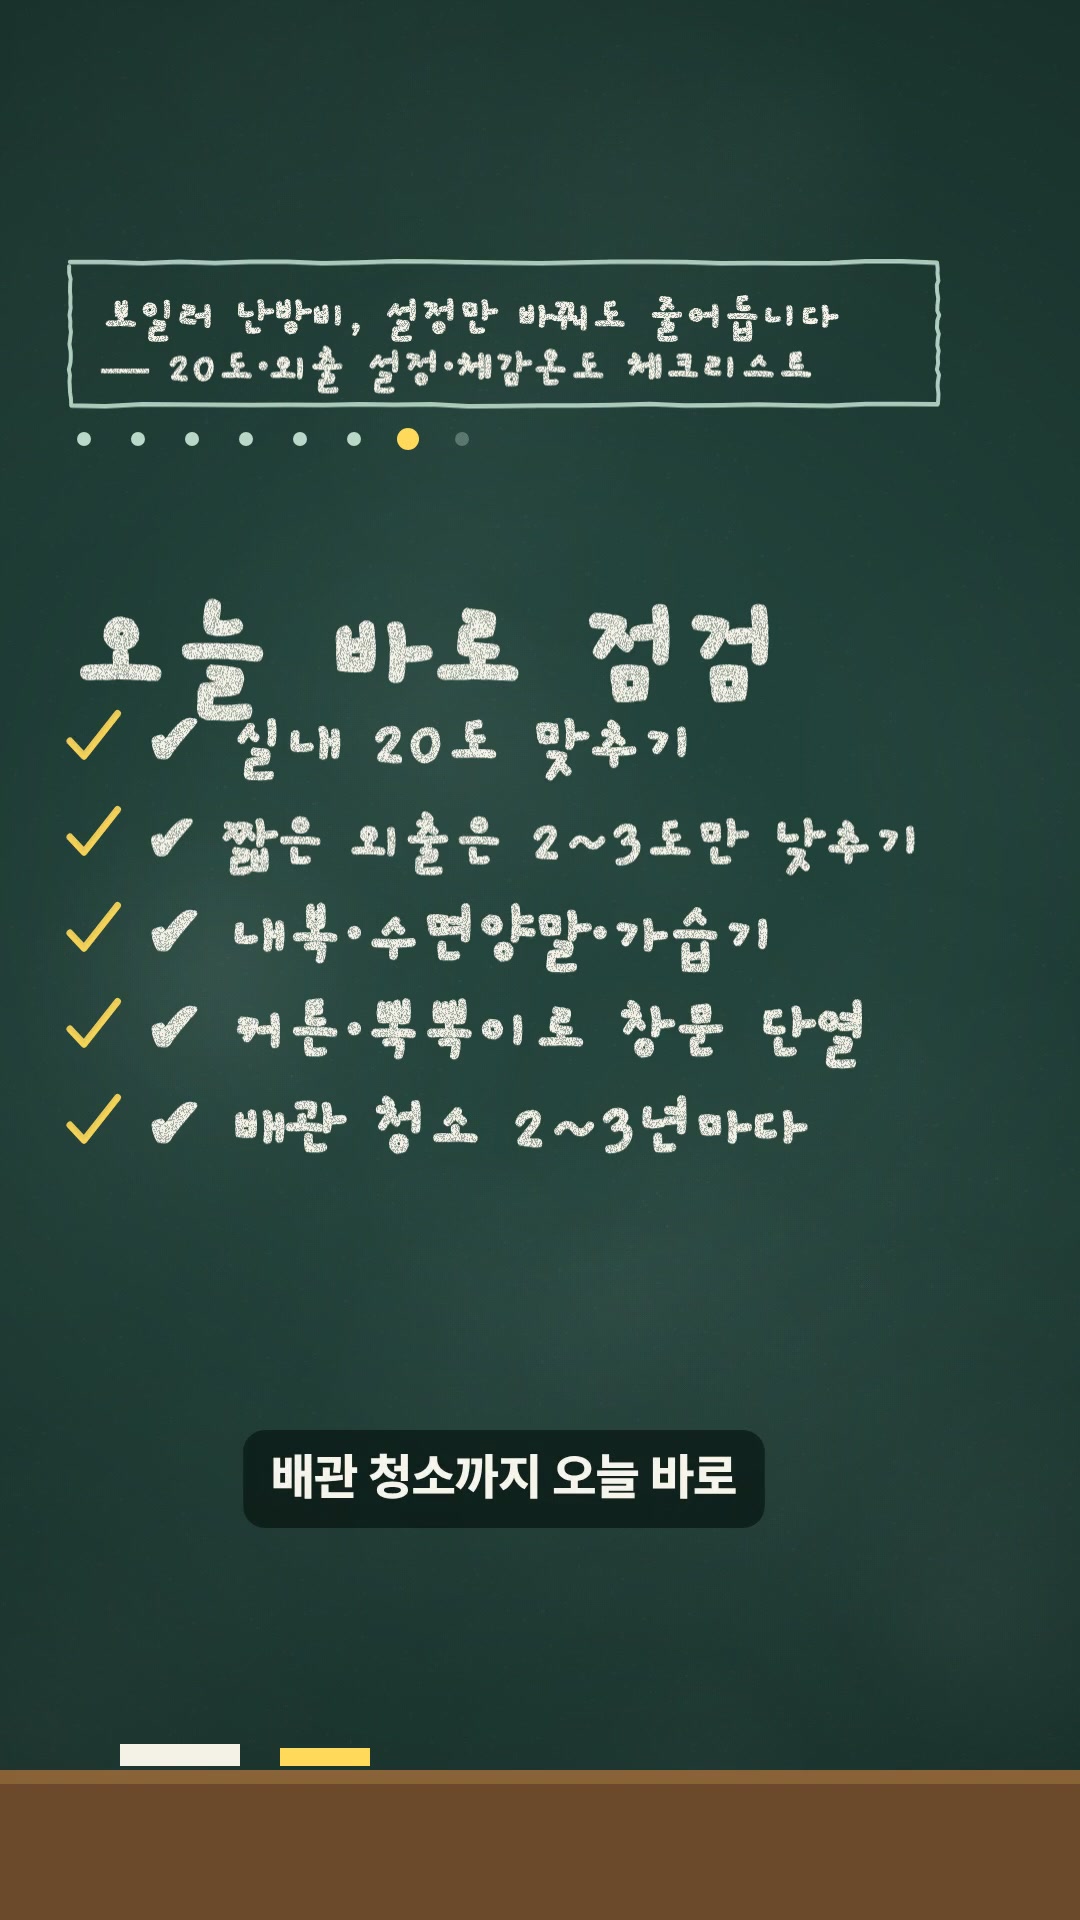 보일러 난방비, 설정만 바꿔도 줄어듭니다
— 20도·외출 설정·체감온도 체크리스트
오늘 바로 점검
✔ 실내 20도 맞추기
✔ 짧은 외출은 2~3도만 낮추기
✔ 내복·수면양말·가습기
✔ 커튼·뽁뽁이로 창문 단열
✔ 배관 청소 2~3년마다
배관 청소까지 오늘 바로